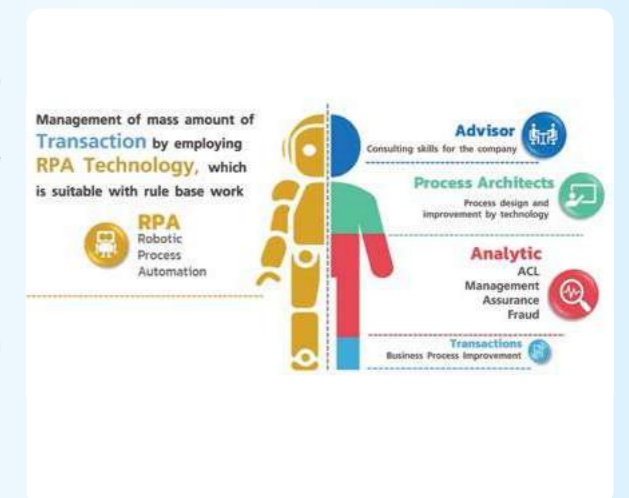 Management of mass amount of
Transaction by employing
RPA Technology, which
is suitable with rule base work
RPA
Robotic
Process
Automation
Advisor
Consulting skills for the company
Process Architects
Process design and
improvement by technology
Analytic
ACL
Management
Assurance
Fraud
Transactions
Business Process Improvement